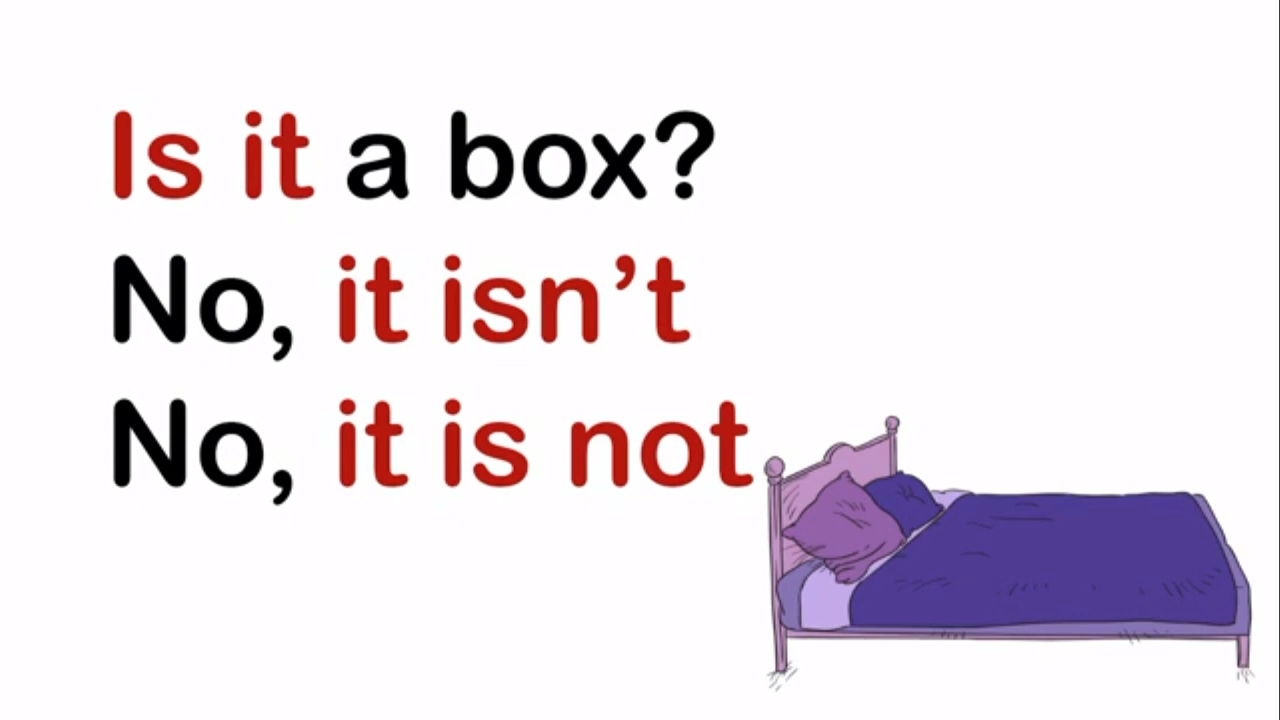 Is it a box?
No, it isn’t
No, it is not